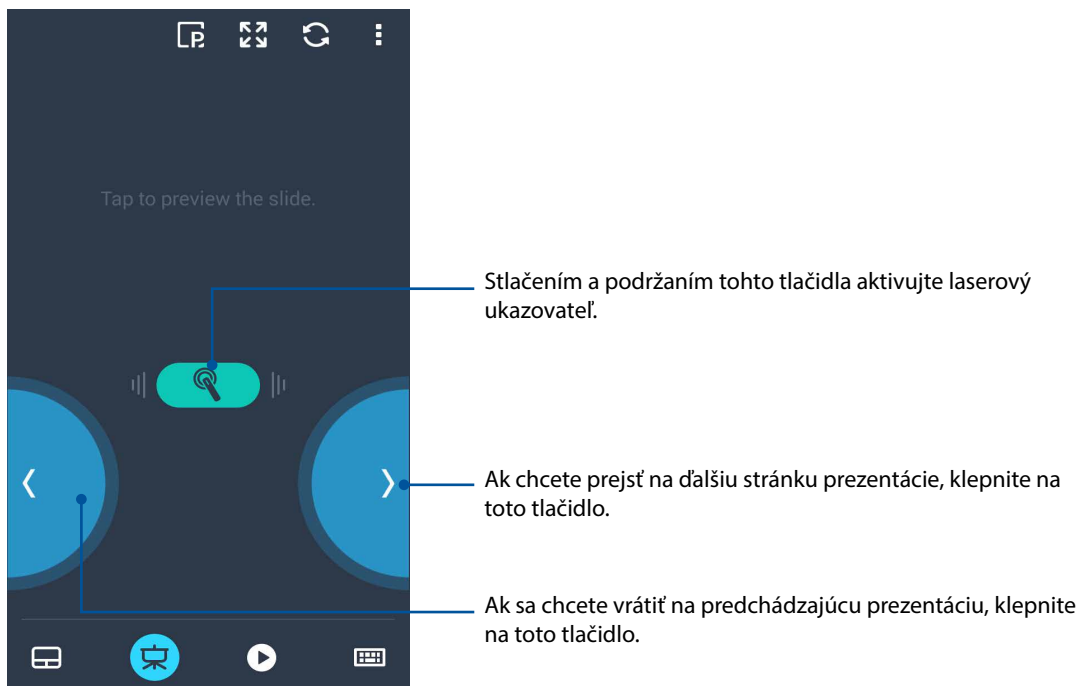 Tap to preview the slide.
Stlačením a podržaním tohto tlačidla aktivujte laserový
ukazovateľ.
Ak chcete prejsť na ďalšiu stránku prezentácie, klepnite na
toto tlačidlo.
Ak sa chcete vrátiť na predchádzajúcu prezentáciu, klepnite
na toto tlačidlo.